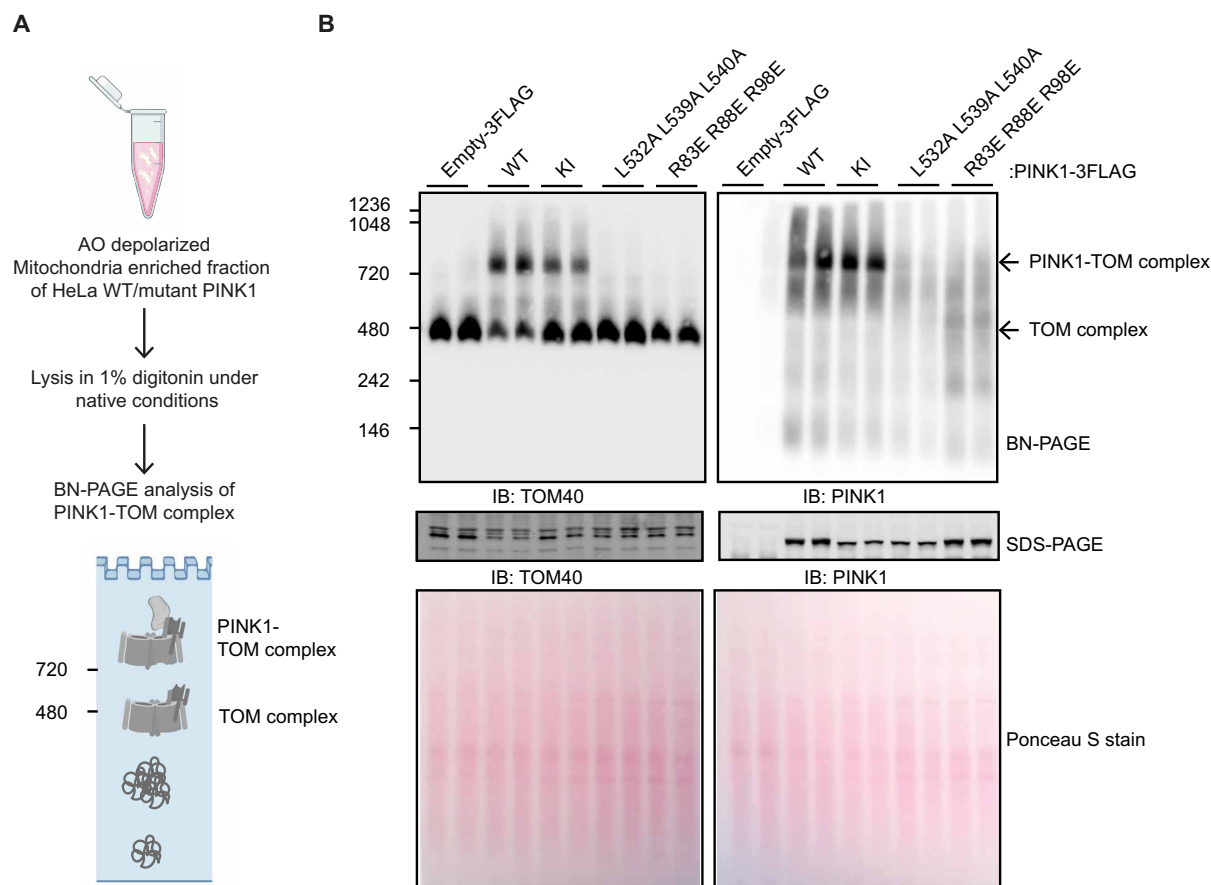 A
AO depolarized
Mitochondria enriched fraction
of HeLa WT/mutant PINK1
Lysis in 1% digitonin under
native conditions
BN-PAGE analysis of
PINK1-TOM complex
PINK1-
TOM complex
720
TOM complex
480
B
Empty-3FLAG
WT
KI
L532A L539A L540A
R83E R88E R98E
Empty-3FLAG
WT
KI
L532A L539A L540A
R83E R88E R98E
:PINK1-3FLAG
1236
1048
720
480
242
146
PINK1-TOM complex
TOM complex
BN-PAGE
IB: TOM40
IB: PINK1
SDS-PAGE
IB: TOM40
IB: PINK1
Ponceau S stain